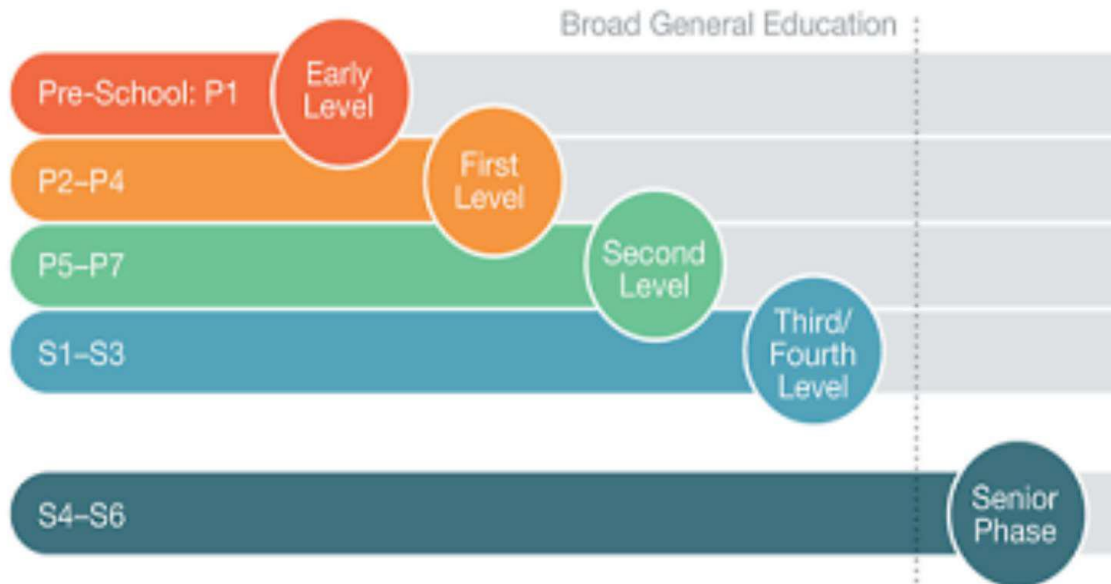 Broad General Education
Pre-School: P1
Early
Level
P2–P4
First
Level
P5–P7
Second
Level
S1–S3
Third/
Fourth
Level
S4–S6
Senior
Phase